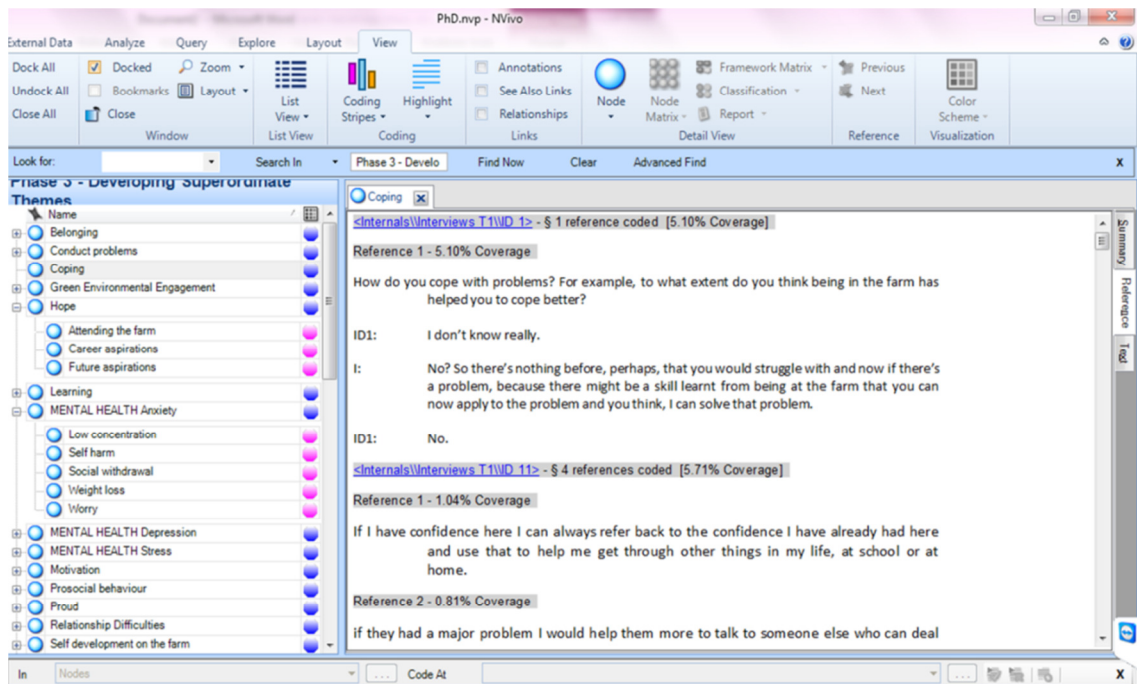 PhD.nvp - NVivo
External Data Analyze Query Explore Layout View
Dock All Docked Zoom
Undock All Bookmarks Layout
Close All Close
Window
List View
List View
Coding Stripes Highlight
Coding
Annotations
See Also Links
Relationships
Links
Node Node Matrix
Framework Matrix
Classification
Report
Detail View
Previous
Next
Reference
Color Scheme
Visualization
Look for: Search In Phase 3 - Develo Find Now Clear Advanced Find x
Phase 3 - Developing Superordinate
Themes
Name
Belonging
Conduct problems
Coping
Green Environmental Engagement
Hope
Attending the farm
Career aspirations
Future aspirations
Learning
MENTAL HEALTH Anxiety
Low concentration
Self harm
Social withdrawal
Weight loss
Worry
MENTAL HEALTH Depression
MENTAL HEALTH Stress
Motivation
Prosocial behaviour
Proud
Relationship Difficulties
Self development on the farm
Coping
<Internals\\Interviews T1\\ID 1> - § 1 reference coded [5.10% Coverage]
Reference 1 - 5.10% Coverage
How do you cope with problems? For example, to what extent do you think being in the farm has
helped you to cope better?
ID1: I don't know really.
I: No? So there's nothing before, perhaps, that you would struggle with and now if there's
a problem, because there might be a skill learnt from being at the farm that you can
now apply to the problem and you think, I can solve that problem.
ID1: No.
<Internals\\Interviews T1\\ID 11> - § 4 references coded [5.71% Coverage]
Reference 1 - 1.04% Coverage
If I have confidence here I can always refer back to the confidence I have already had here
and use that to help me get through other things in my life, at school or at
home.
Reference 2 - 0.81% Coverage
if they had a major problem I would help them more to talk to someone else who can deal
Summary
Reference
Text
In Nodes ... Code At ... x